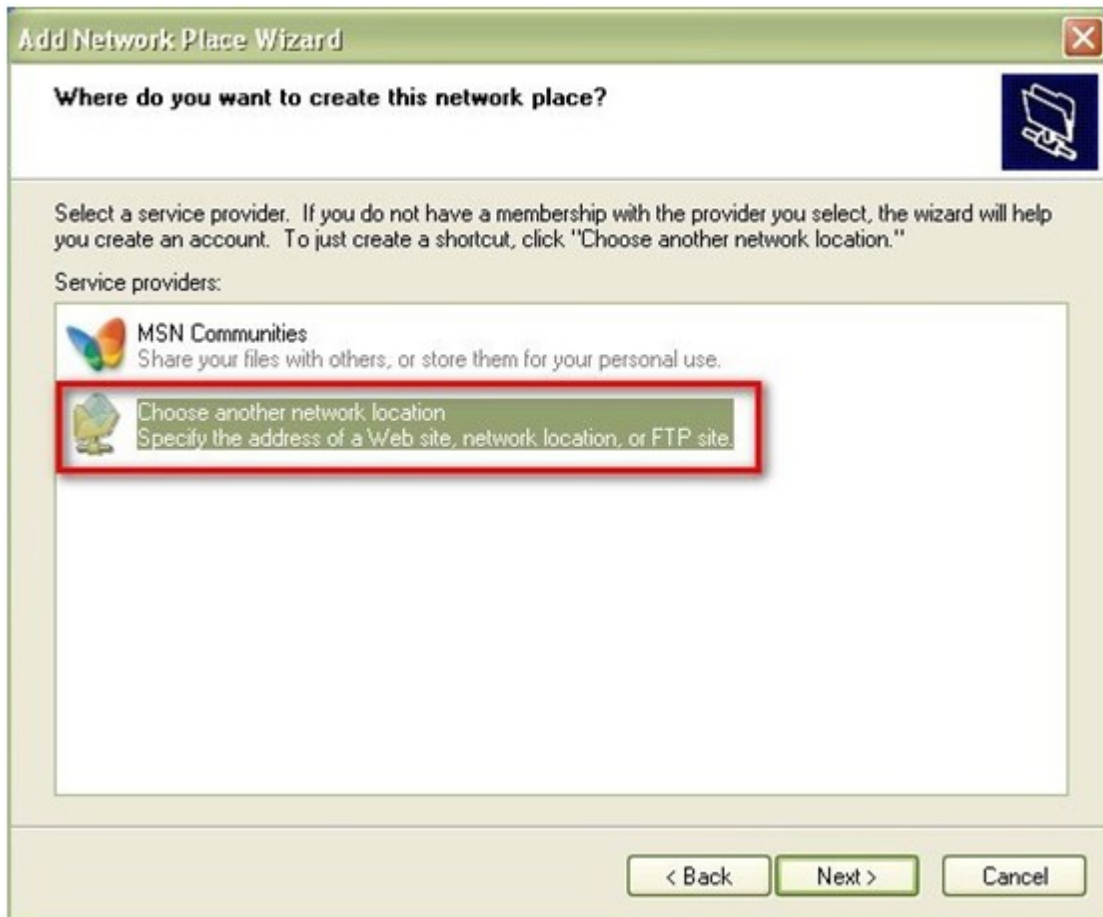 Add Network Place Wizard
Where do you want to create this network place?
Select a service provider.  If you do not have a membership with the provider you select, the wizard will help
you create an account.  To just create a shortcut, click "Choose another network location."
Service providers:
MSN Communities
Share your files with others, or store them for your personal use.
Choose another network location
Specify the address of a Web site, network location, or FTP site.
< Back
Next >
Cancel